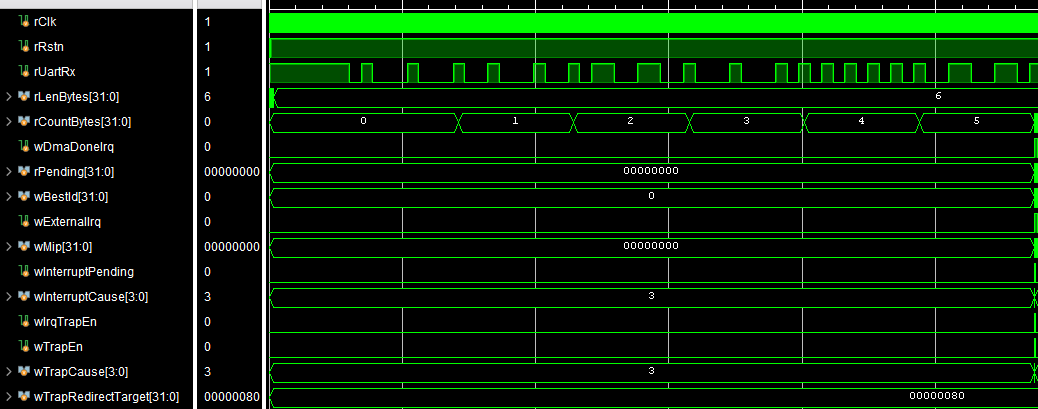 rClk 1
rRstn 1
rUartRx 1
rLenBytes[31:0] 6 6
rCountBytes[31:0] 0 0 1 2 3 4 5
wDmaDoneIrq 0
rPending[31:0] 00000000 00000000
wBestId[31:0] 0 0
wExternalIrq 0
wMip[31:0] 00000000 00000000
wInterruptPending 0
wInterruptCause[3:0] 3 3
wIrqTrapEn 0
wTrapEn 0
wTrapCause[3:0] 3 3
wTrapRedirectTarget[31:0] 00000080 00000080